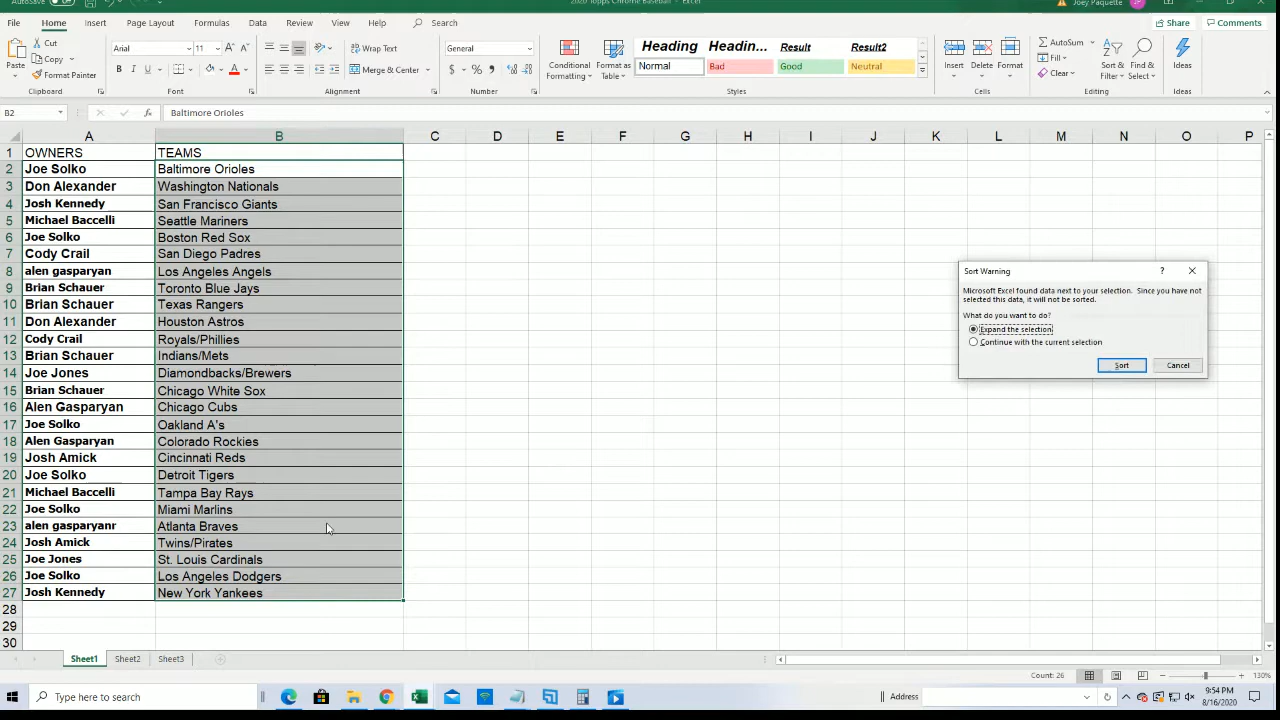 AutoSave Off
2020 Topps Chrome Baseball - Excel
Joey Paquette JP
File Home Insert Page Layout Formulas Data Review View Help Search
Share Comments
Paste Cut Copy Format Painter
Arial 11
B I U
Wrap Text
Merge & Center
General
$ % ,
Conditional Formatting Format as Table
Heading Headin... Result Result2
Normal Bad Good Neutral
Insert Delete Format
AutoSum Fill Clear
Sort & Filter Find & Select Ideas
Clipboard Font Alignment Number Styles Cells Editing Ideas
B2 fx Baltimore Orioles
A B C D E F G H I J K L M N O P
1 OWNERS TEAMS
2 Joe Solko Baltimore Orioles
3 Don Alexander Washington Nationals
4 Josh Kennedy San Francisco Giants
5 Michael Baccelli Seattle Mariners
6 Joe Solko Boston Red Sox
7 Cody Crail San Diego Padres
8 alen gasparyan Los Angeles Angels
9 Brian Schauer Toronto Blue Jays
10 Brian Schauer Texas Rangers
11 Don Alexander Houston Astros
12 Cody Crail Royals/Phillies
13 Brian Schauer Indians/Mets
14 Joe Jones Diamondbacks/Brewers
15 Brian Schauer Chicago White Sox
16 Alen Gasparyan Chicago Cubs
17 Joe Solko Oakland A's
18 Alen Gasparyan Colorado Rockies
19 Josh Amick Cincinnati Reds
20 Joe Solko Detroit Tigers
21 Michael Baccelli Tampa Bay Rays
22 Joe Solko Miami Marlins
23 alen gasparyanr Atlanta Braves
24 Josh Amick Twins/Pirates
25 Joe Jones St. Louis Cardinals
26 Joe Solko Los Angeles Dodgers
27 Josh Kennedy New York Yankees
28
29
30
Sort Warning ?
Microsoft Excel found data next to your selection. Since you have
not selected this data, it will not be sorted.
What do you want to do?
Expand the selection
Continue with the current selection
Sort Cancel
Sheet1 Sheet2 Sheet3
Count: 26 130%
Type here to search
Address
9:54 PM
8/16/2020